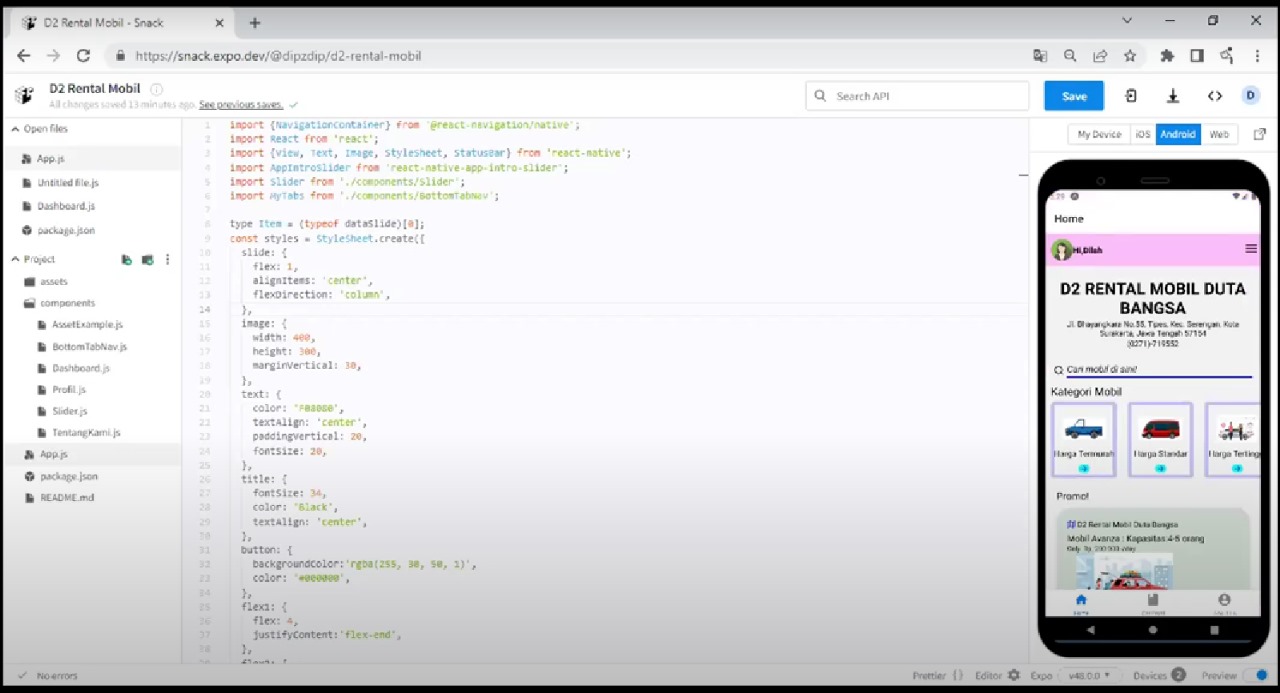 D2 Rental Mobil - Snack
https://snack.expo.dev/@dipzdip/d2-rental-mobil
D2 Rental Mobil
All changes saved 13 minutes ago. See previous saves.
Search API
Save
D
Open files
App.js
Untitled file.js
Dashboard.js
package.json
Project
assets
components
AssetExample.js
BottomTabNav.js
Dashboard.js
Profil.js
Slider.js
TentangKami.js
App.js
package.json
README.md
1 import {NavigationContainer} from '@react-navigation/native';
2 import React from 'react';
3 import {View, Text, Image, StyleSheet, StatusBar} from 'react-native';
4 import AppIntroSlider from 'react-native-app-intro-slider';
5 import Slider from './components/Slider';
6 import MyTabs from './components/BottomTabNav';
7
8 type Item = (typeof dataSlide)[0];
9 const styles = StyleSheet.create({
10 slide: {
11 flex: 1,
12 alignItems: 'center',
13 flexDirection: 'column',
14 },
15 image: {
16 width: 400,
17 height: 300,
18 marginVertical: 30,
19 },
20 text: {
21 color: '
22 textAlign: 'center',
23 paddingVertical: 20,
24 fontSize: 20,
25 },
26 title: {
27 fontSize: 34,
28 color: 'Black',
29 textAlign: 'center',
30 },
31 button: {
32 backgroundColor:'rgba(255, 30, 50, 1)',
33 color: '#000000',
34 },
35 flex1: {
36 flex: 4,
37 justifyContent:'flex-end',
38 },
My Device iOS Android Web
Home
Hi,Dilah
D2 RENTAL MOBIL DUTA
BANGSA
Jl. Bhayangkara No.55, Tipes, Kec. Serengan, Kota
Surakarta, Jawa Tengah 57154
(0271)-719552
Cari mobil di sini!
Kategori Mobil
Harga Termurah Harga Standar Harga Terting
Promo!
D2 Rental Mobil Duta Bangsa
Mobil Avanza : Kapasitas 4-5 orang
No errors
Prettier { } Editor Expo v48.0.0 Devices 2 Preview